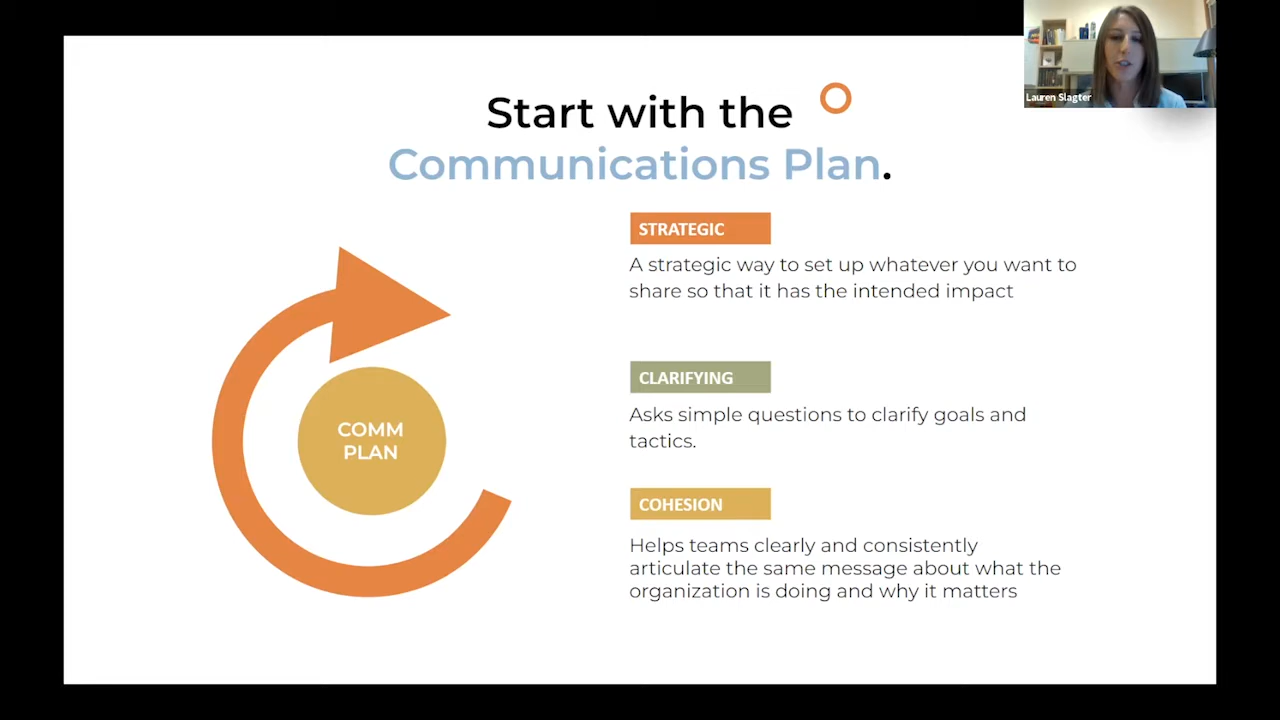 Lauren Slagter
Start with the
Communications Plan.
COMM
PLAN
STRATEGIC
A strategic way to set up whatever you want to
share so that it has the intended impact
CLARIFYING
Asks simple questions to clarify goals and
tactics.
COHESION
Helps teams clearly and consistently
articulate the same message about what the
organization is doing and why it matters